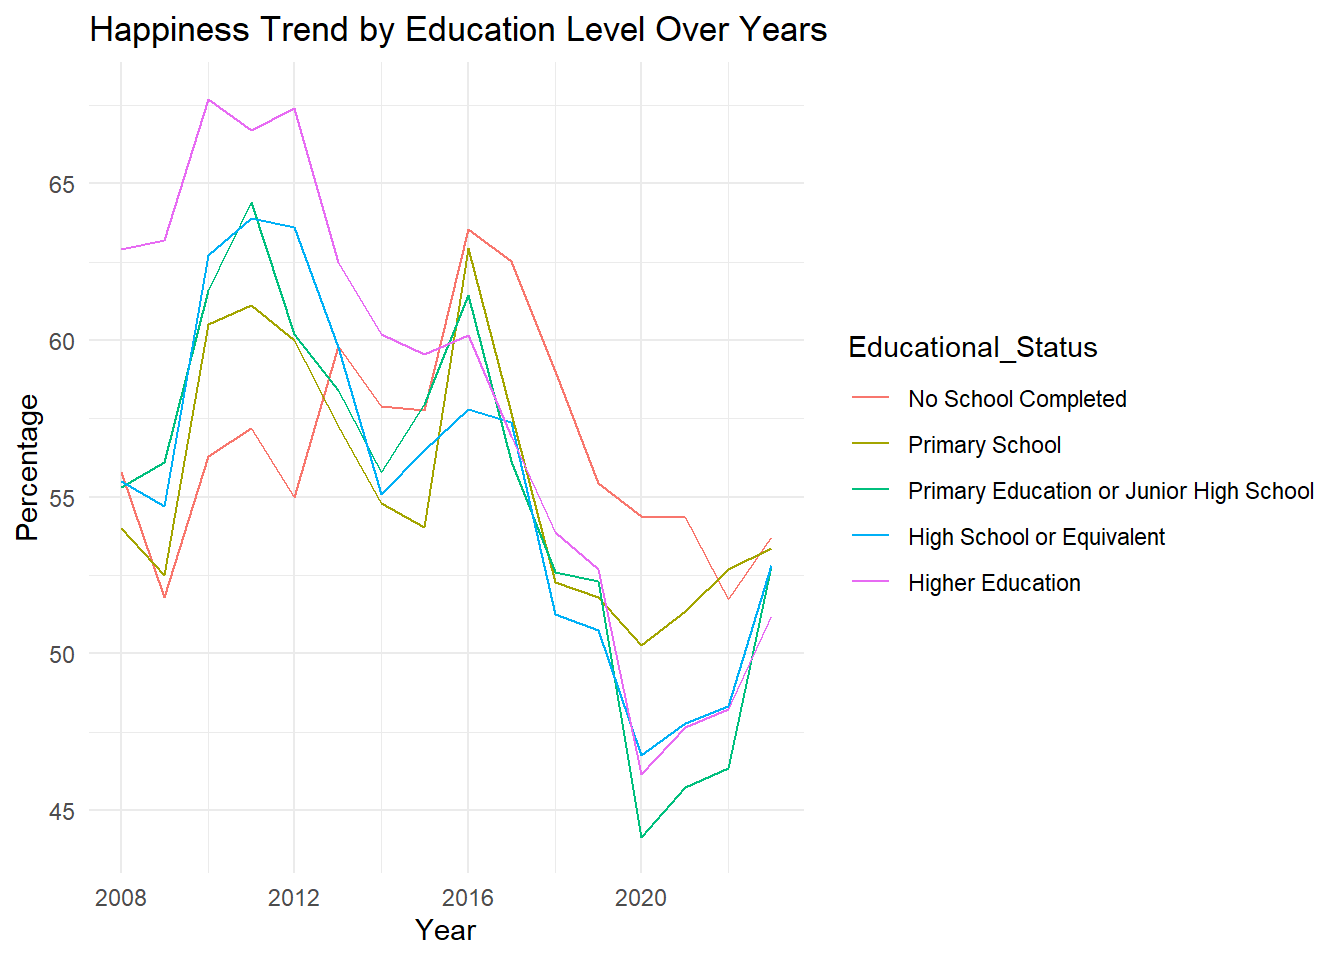 Happiness Trend by Education Level Over Years
Percentage
65
60
55
50
45
2008 2012 2016 2020
Year
Educational_Status
No School Completed
Primary School
Primary Education or Junior High School
High School or Equivalent
Higher Education